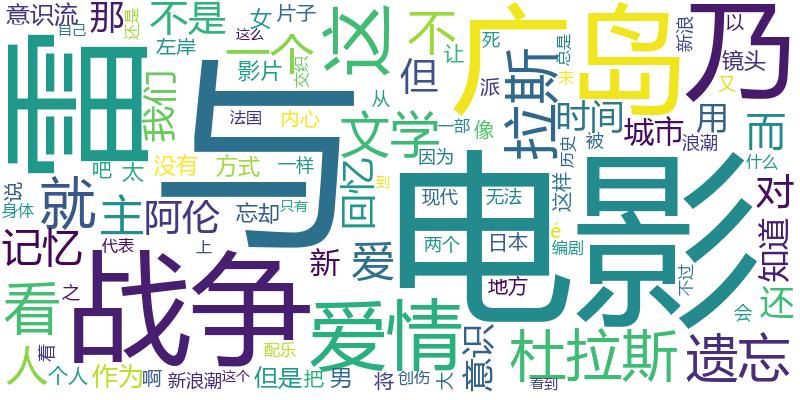 意识流
那
不是
女
片子
还是
自己
这么
一个
左岸
影片
交织
这
不
让
死
广
岛
乃
总是
新浪
以
镜头
雷
与
我们
法国
内心
文学
但
从
派
来
又
拉斯
时间
用
一部
像
城市
浪潮
而
吧
太
没有
方式
一样
回忆
因为
历史
被
什么
说
身体
就
主
阿伦
忘却
只有
到
现代
无法
这样
对
é
电影
记忆
代表
上
新
爱
两个
日本
编剧
知道
地方
不过
之
战争
看
爱情
意识
杜拉斯
还
会
遗忘
人
着
个人
作为
啊
新浪潮
这个
配乐
但是
把
男
将
创伤
大
看到